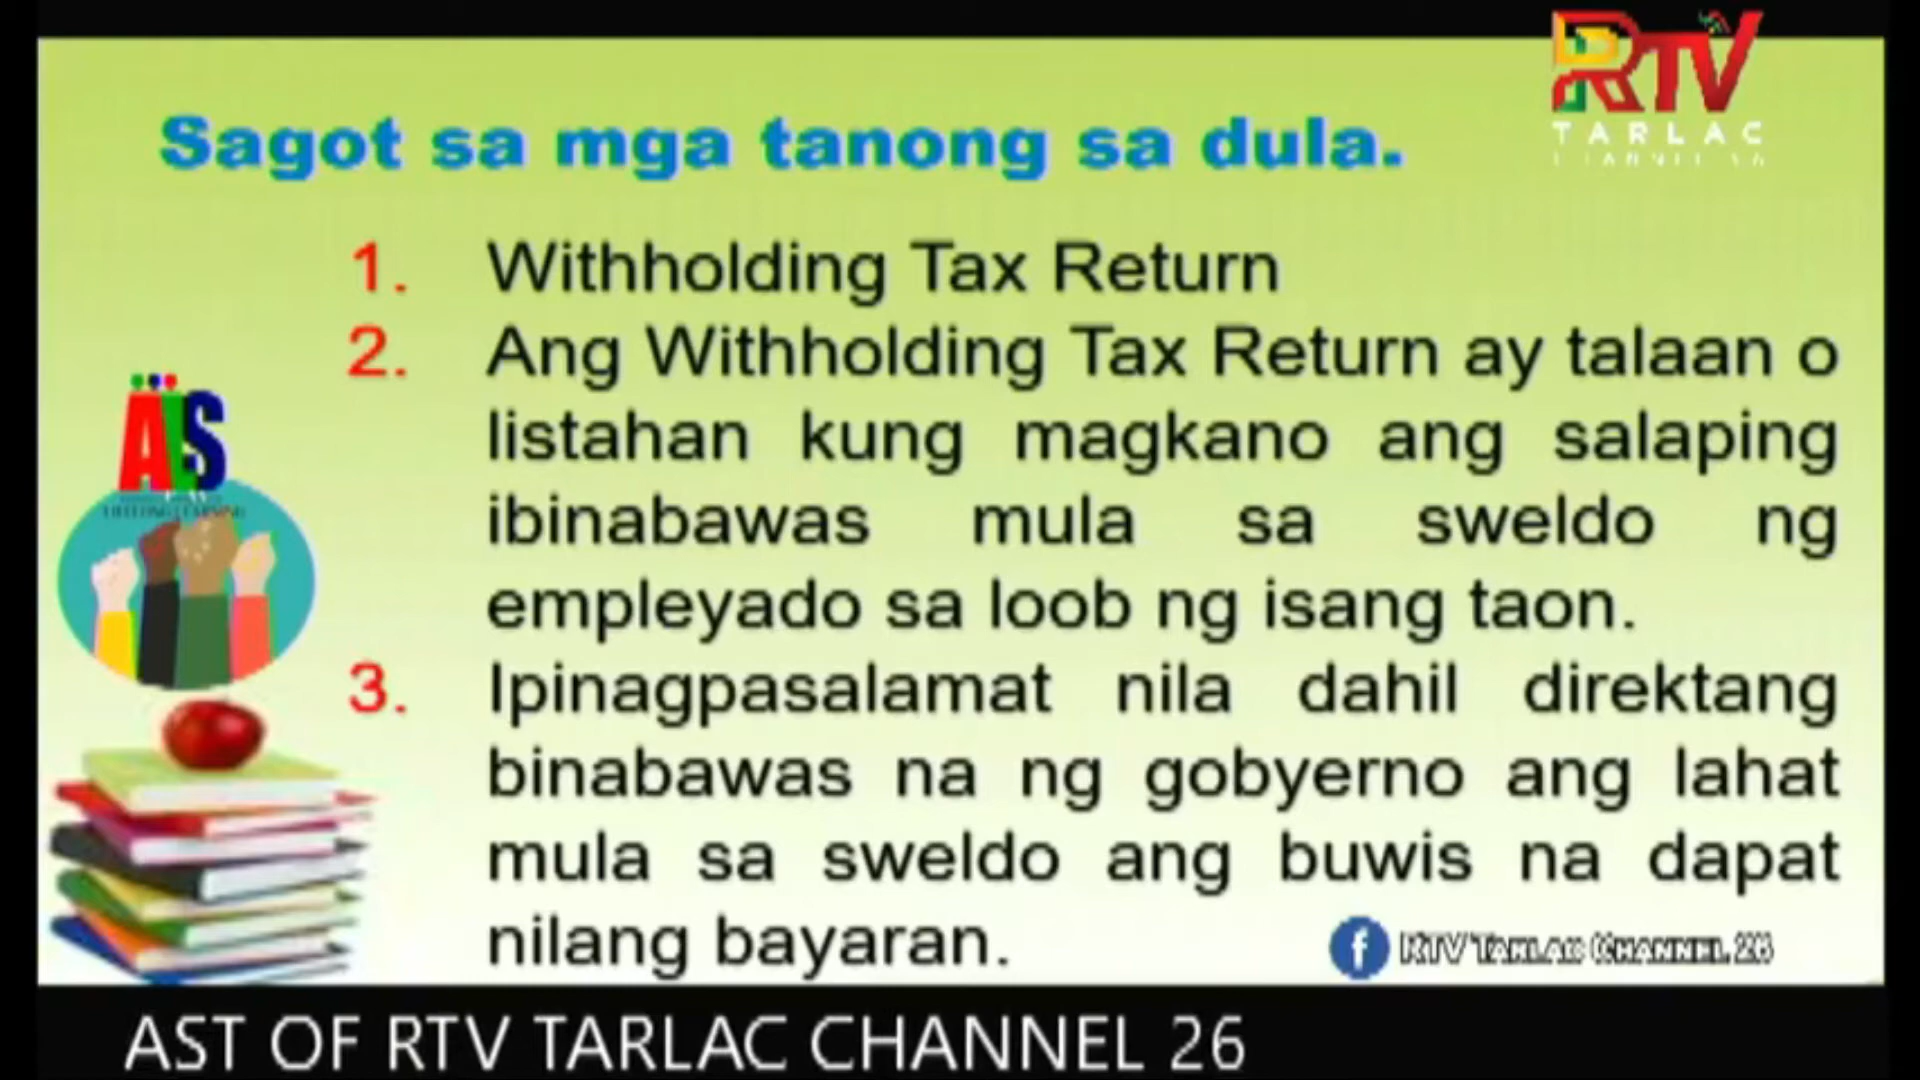 RTV
TARLAC
Sagot sa mga tanong sa dula.
1. Withholding Tax Return
2. Ang Withholding Tax Return ay talaan o
listahan kung magkano ang salaping
ibinabawas mula sa sweldo ng
empleyado sa loob ng isang taon.
3. Ipinagpasalamat nila dahil direktang
binabawas na ng gobyerno ang lahat
mula sa sweldo ang buwis na dapat
nilang bayaran.
ALS
f RTV TARLAC CHANNEL 26
AST OF RTV TARLAC CHANNEL 26